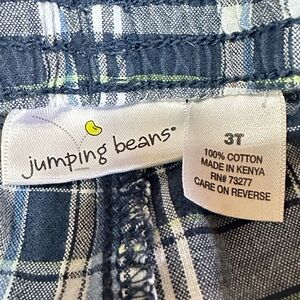 jumping beans®
3T
100% COTTON
MADE IN KENYA
RN# 73277
CARE ON REVERSE